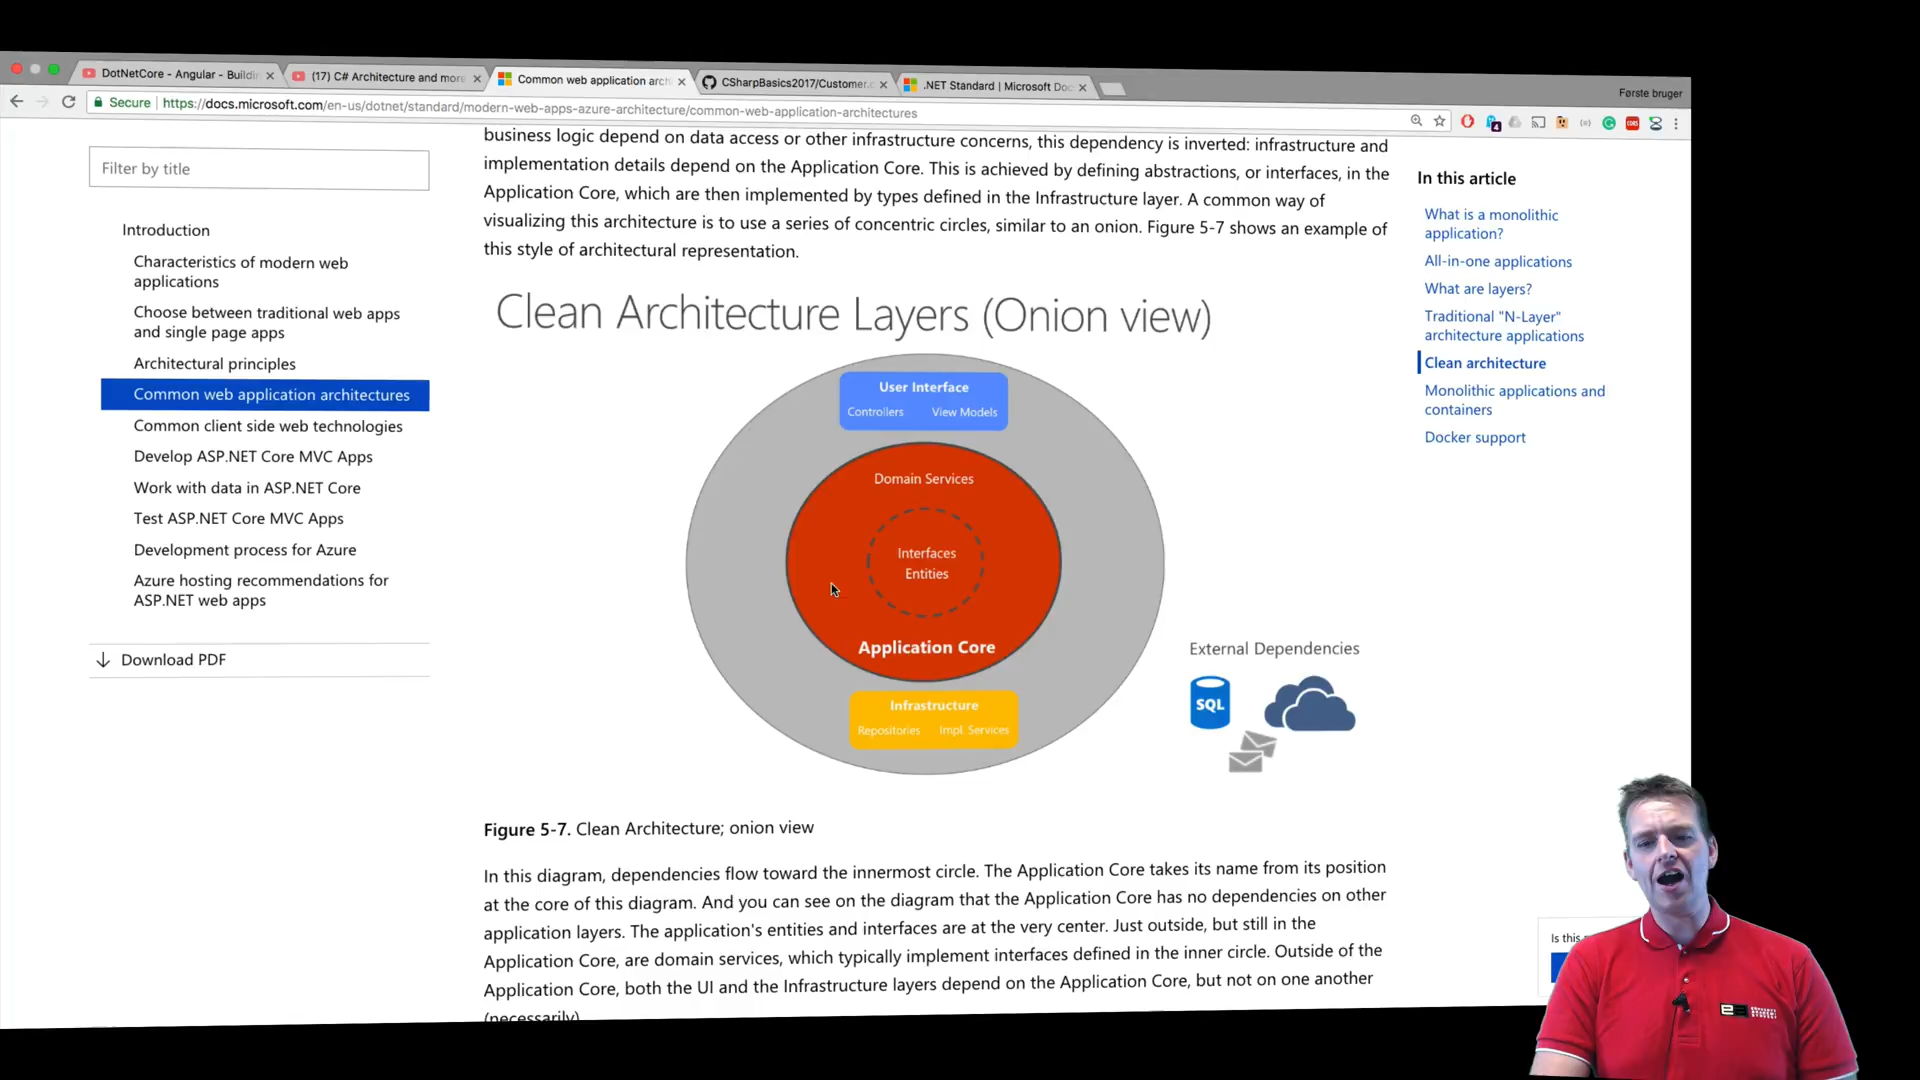 DotNetCore - Angular - Buildin
(17) C# Architecture and more
Common web application arch
CSharpBasics2017/Customer.c
.NET Standard | Microsoft Doc
Første bruger
Secure
https://docs.microsoft.com/en-us/dotnet/standard/modern-web-apps-azure-architecture/common-web-application-architectures
Filter by title
Introduction
Characteristics of modern web
applications
Choose between traditional web apps
and single page apps
Architectural principles
Common web application architectures
Common client side web technologies
Develop ASP.NET Core MVC Apps
Work with data in ASP.NET Core
Test ASP.NET Core MVC Apps
Development process for Azure
Azure hosting recommendations for
ASP.NET web apps
Download PDF
business logic depend on data access or other infrastructure concerns, this dependency is inverted: infrastructure and
implementation details depend on the Application Core. This is achieved by defining abstractions, or interfaces, in the
Application Core, which are then implemented by types defined in the Infrastructure layer. A common way of
visualizing this architecture is to use a series of concentric circles, similar to an onion. Figure 5-7 shows an example of
this style of architectural representation.
Clean Architecture Layers (Onion view)
User Interface
Controllers View Models
Domain Services
Interfaces
Entities
Application Core
Infrastructure
Repositories Impl. Services
External Dependencies
SQL
Figure 5-7. Clean Architecture; onion view
In this diagram, dependencies flow toward the innermost circle. The Application Core takes its name from its position
at the core of this diagram. And you can see on the diagram that the Application Core has no dependencies on other
application layers. The application's entities and interfaces are at the very center. Just outside, but still in the
Application Core, are domain services, which typically implement interfaces defined in the inner circle. Outside of the
Application Core, both the UI and the Infrastructure layers depend on the Application Core, but not on one another
(necessarily).
In this article
What is a monolithic
application?
All-in-one applications
What are layers?
Traditional "N-Layer"
architecture applications
Clean architecture
Monolithic applications and
containers
Docker support
Is this